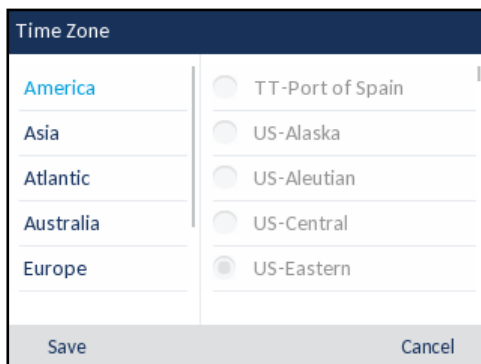 Time Zone
America
Asia
Atlantic
Australia
Europe
TT-Port of Spain
US-Alaska
US-Aleutian
US-Central
US-Eastern
Save
Cancel